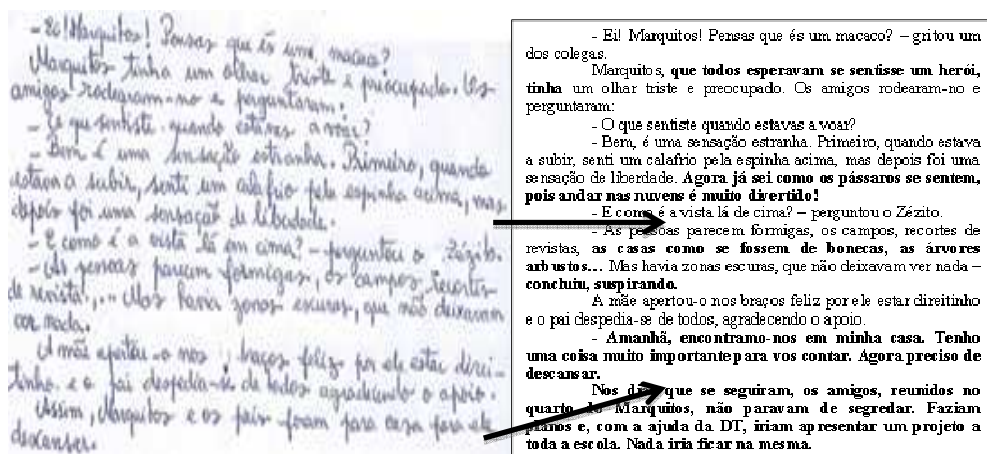 - Ei! Marquitos! Pensas que és uma macaca?
Marquitos tinha um olhar triste e preocupado. Os
amigos rodearam-no e perguntaram:
- O que sentiste quando estavas a voar?
- Bem é uma sensação estranha. Primeiro, quando
estava a subir, senti um calafrio pela espinha acima, mas
depois foi uma sensação de liberdade.
- E como é a vista lá em cima? - perguntou o Zézito.
- As pessoas parecem formigas, os campos, recortes
de revista,... Mas havia zonas escuras, que não deixavam
ver nada.
A mãe apertou-o nos braços feliz por ele estar direi-
tinho e o pai despedia-se de todos agradecendo o apoio.
Assim, Marquitos e os pais foram para casa para ele
descansar.
- Ei! Marquitos! Pensas que és um macaco? – gritou um
dos colegas.
Marquitos, que todos esperavam se sentisse um herói,
tinha um olhar triste e preocupado. Os amigos rodearam-no e
perguntaram:
- O que sentiste quando estavas a voar?
- Bem, é uma sensação estranha. Primeiro, quando estava
a subir, senti um calafrio pela espinha acima, mas depois foi uma
sensação de liberdade. Agora já sei como os pássaros se sentem,
pois andar nas nuvens é muito divertido!
- E como é a vista lá de cima? – perguntou o Zézito.
- As pessoas parecem formigas, os campos, recortes de
revistas, as casas como se fossem de bonecas, as árvores
arbustos... Mas havia zonas escuras, que não deixavam ver nada –
concluiu, suspirando.
A mãe apertou-o nos braços feliz por ele estar direitinho
e o pai despedia-se de todos, agradecendo o apoio.
- Amanhã, encontramo-nos em minha casa. Tenho
uma coisa muito importante para vos contar. Agora preciso de
descansar.
Nos dias que se seguiram, os amigos, reunidos no
quarto do Marquitos, não paravam de segredar. Faziam
planos e, com a ajuda da DT, iriam apresentar um projeto a
toda a escola. Nada iria ficar na mesma.